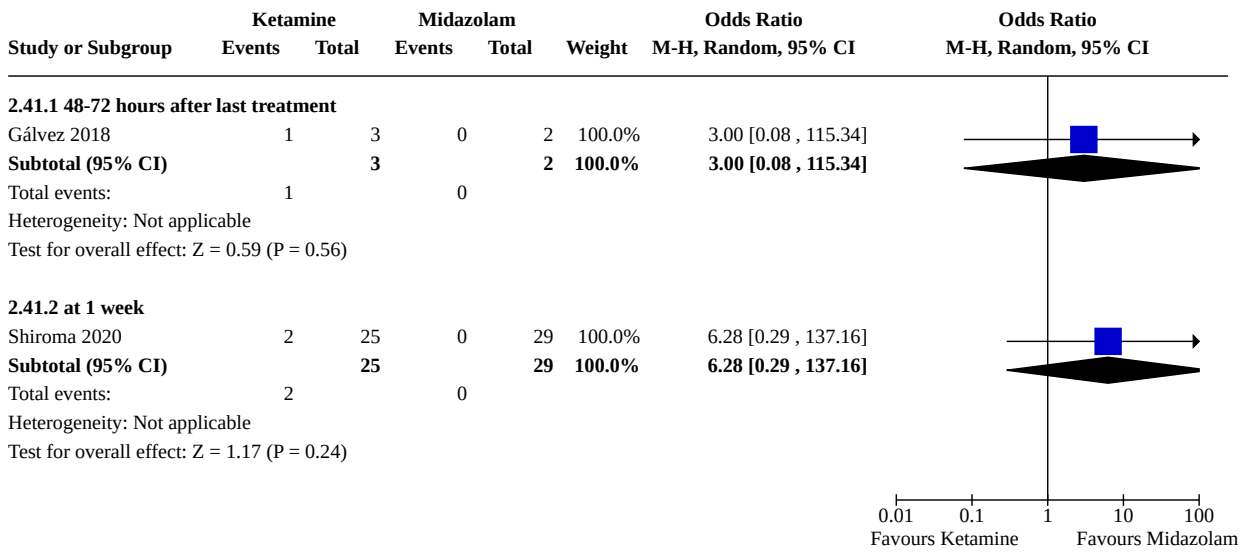 Ketamine Midazolam Odds Ratio Odds Ratio
Study or Subgroup Events Total Events Total Weight M-H, Random, 95% CI M-H, Random, 95% CI
2.41.1 48-72 hours after last treatment
Gálvez 2018 1 3 0 2 100.0% 3.00 [0.08 , 115.34]
Subtotal (95% CI) 3 2 100.0% 3.00 [0.08 , 115.34]
Total events: 1 0
Heterogeneity: Not applicable
Test for overall effect: Z = 0.59 (P = 0.56)
2.41.2 at 1 week
Shiroma 2020 2 25 0 29 100.0% 6.28 [0.29 , 137.16]
Subtotal (95% CI) 25 29 100.0% 6.28 [0.29 , 137.16]
Total events: 2 0
Heterogeneity: Not applicable
Test for overall effect: Z = 1.17 (P = 0.24)
0.01 0.1 1 10 100
Favours Ketamine Favours Midazolam